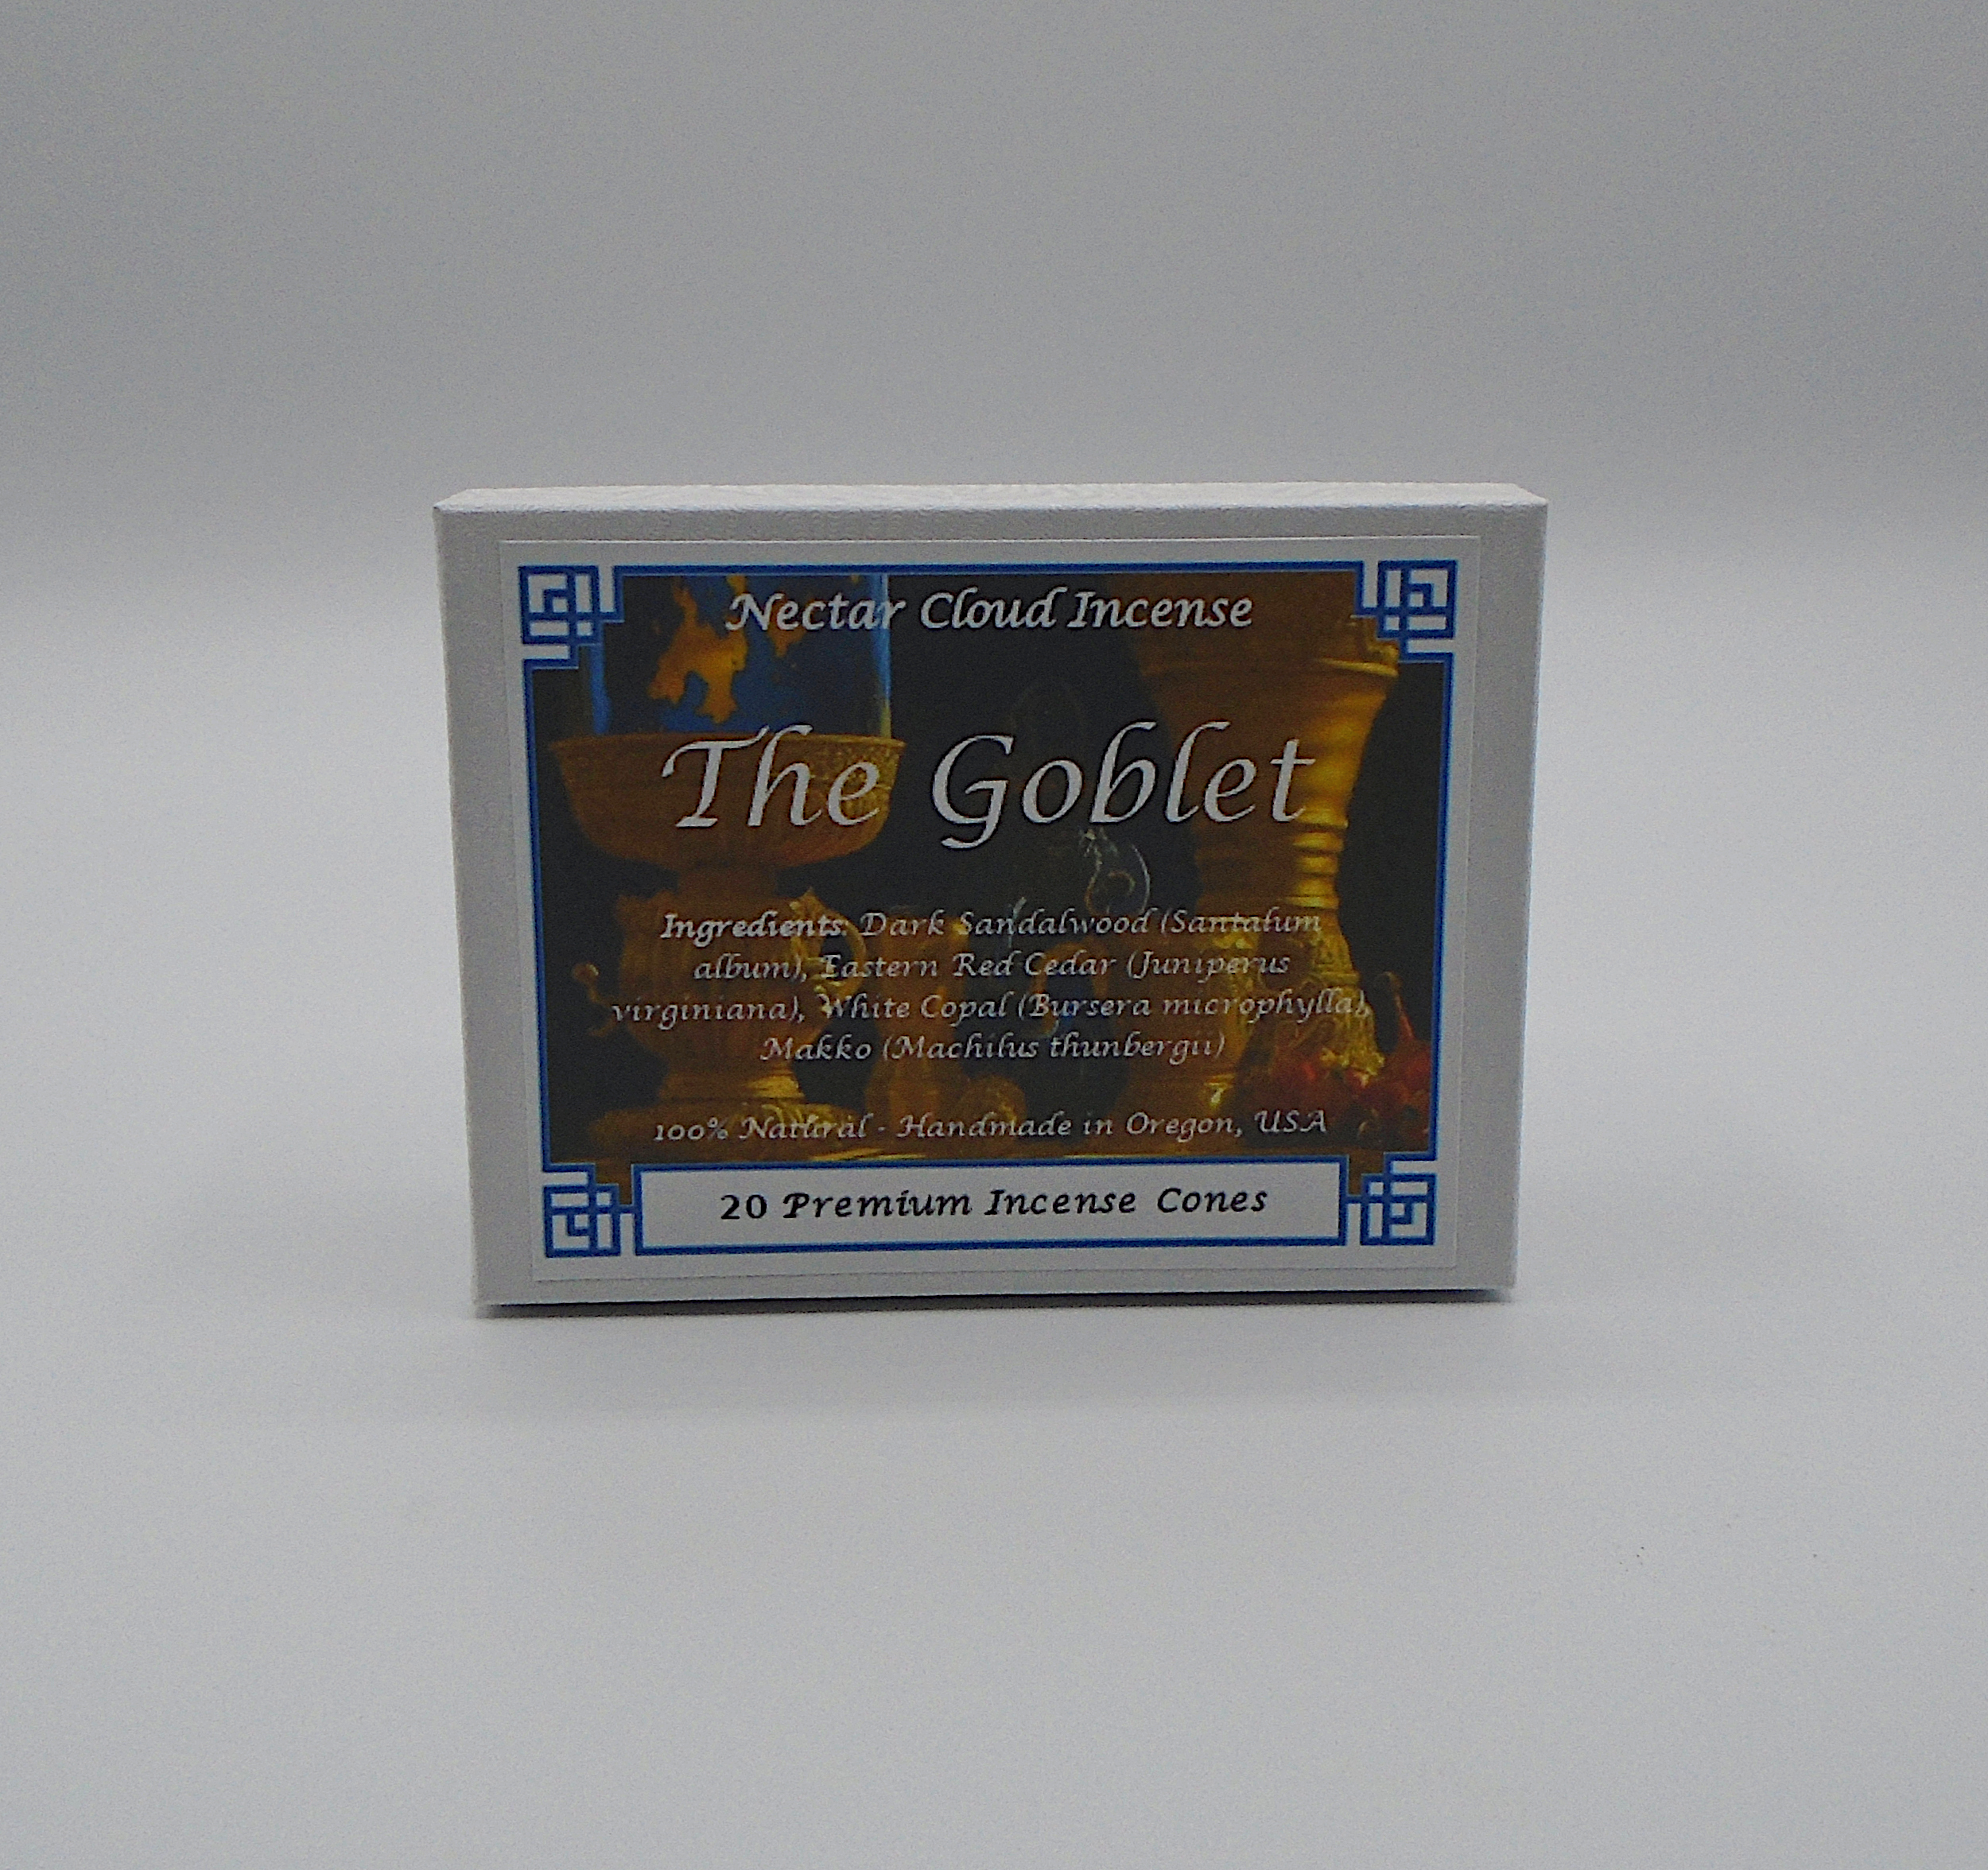 Nectar Cloud Incense
The Goblet
Ingredients: Dark Sandalwood (Santalum
album), Eastern Red Cedar (Juniperus
virginiana), White Copal (Bursera microphylla),
Makko (Machilus thunbergii)
100% Natural - Handmade in Oregon, USA
20 Premium Incense Cones